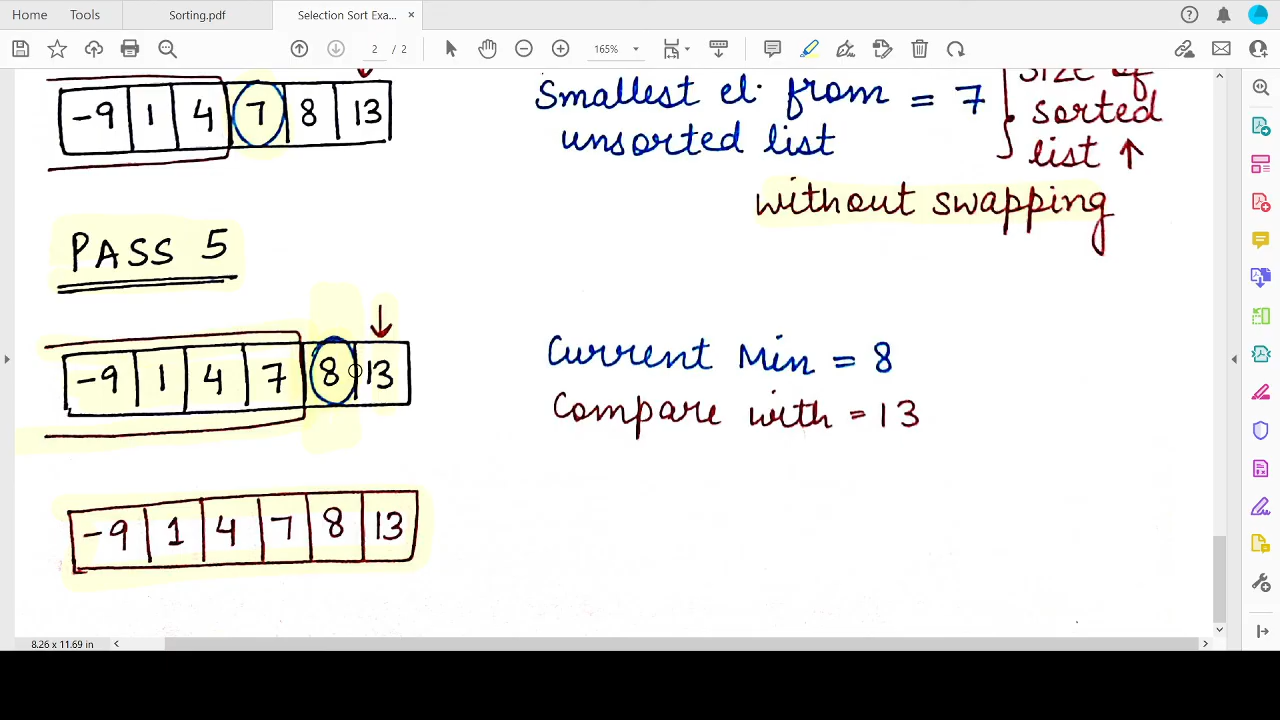 Home Tools Sorting.pdf Selection Sort Exa... ×
2 / 2 165%
-9 1 4 7 8 13
Smallest el. from = 7
unsorted list
size of
sorted
list ↑
without swapping
PASS 5
-9 1 4 7 8 13
Current Min = 8
Compare with = 13
-9 1 4 7 8 13
8.26 x 11.69 in